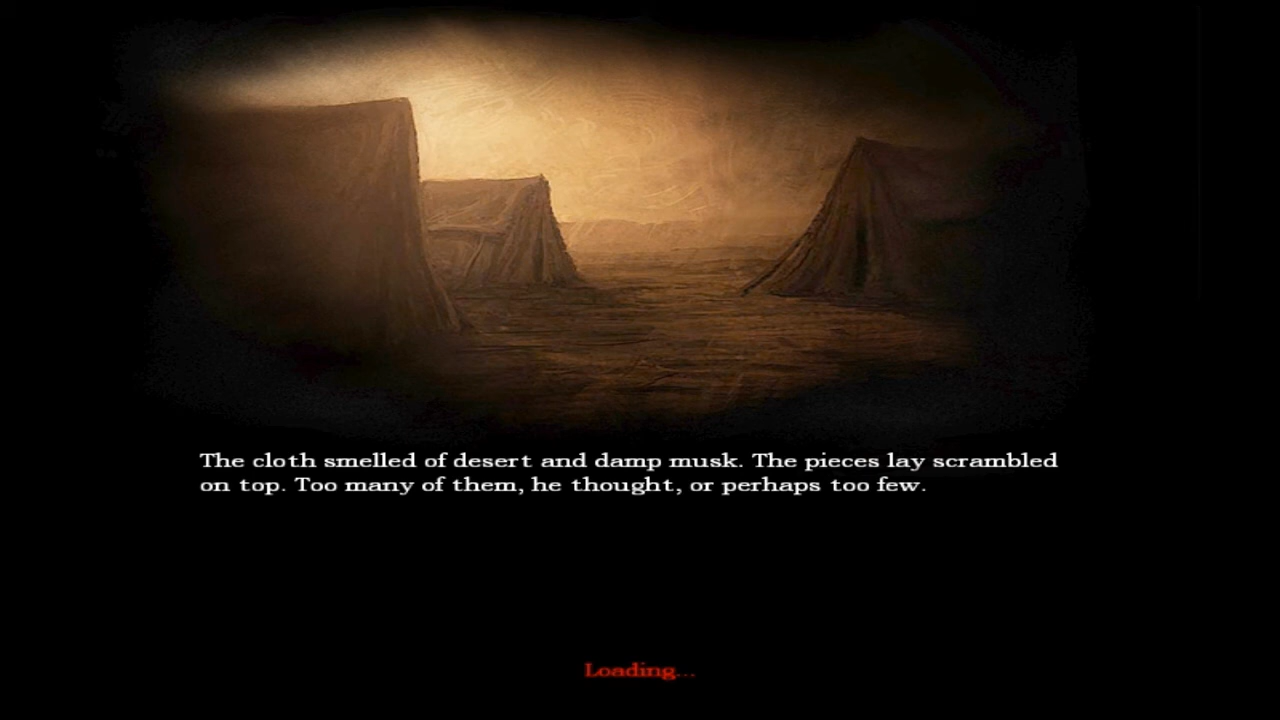 The cloth smelled of desert and damp musk. The pieces lay scrambled
on top. Too many of them, he thought, or perhaps too few.
Loading...